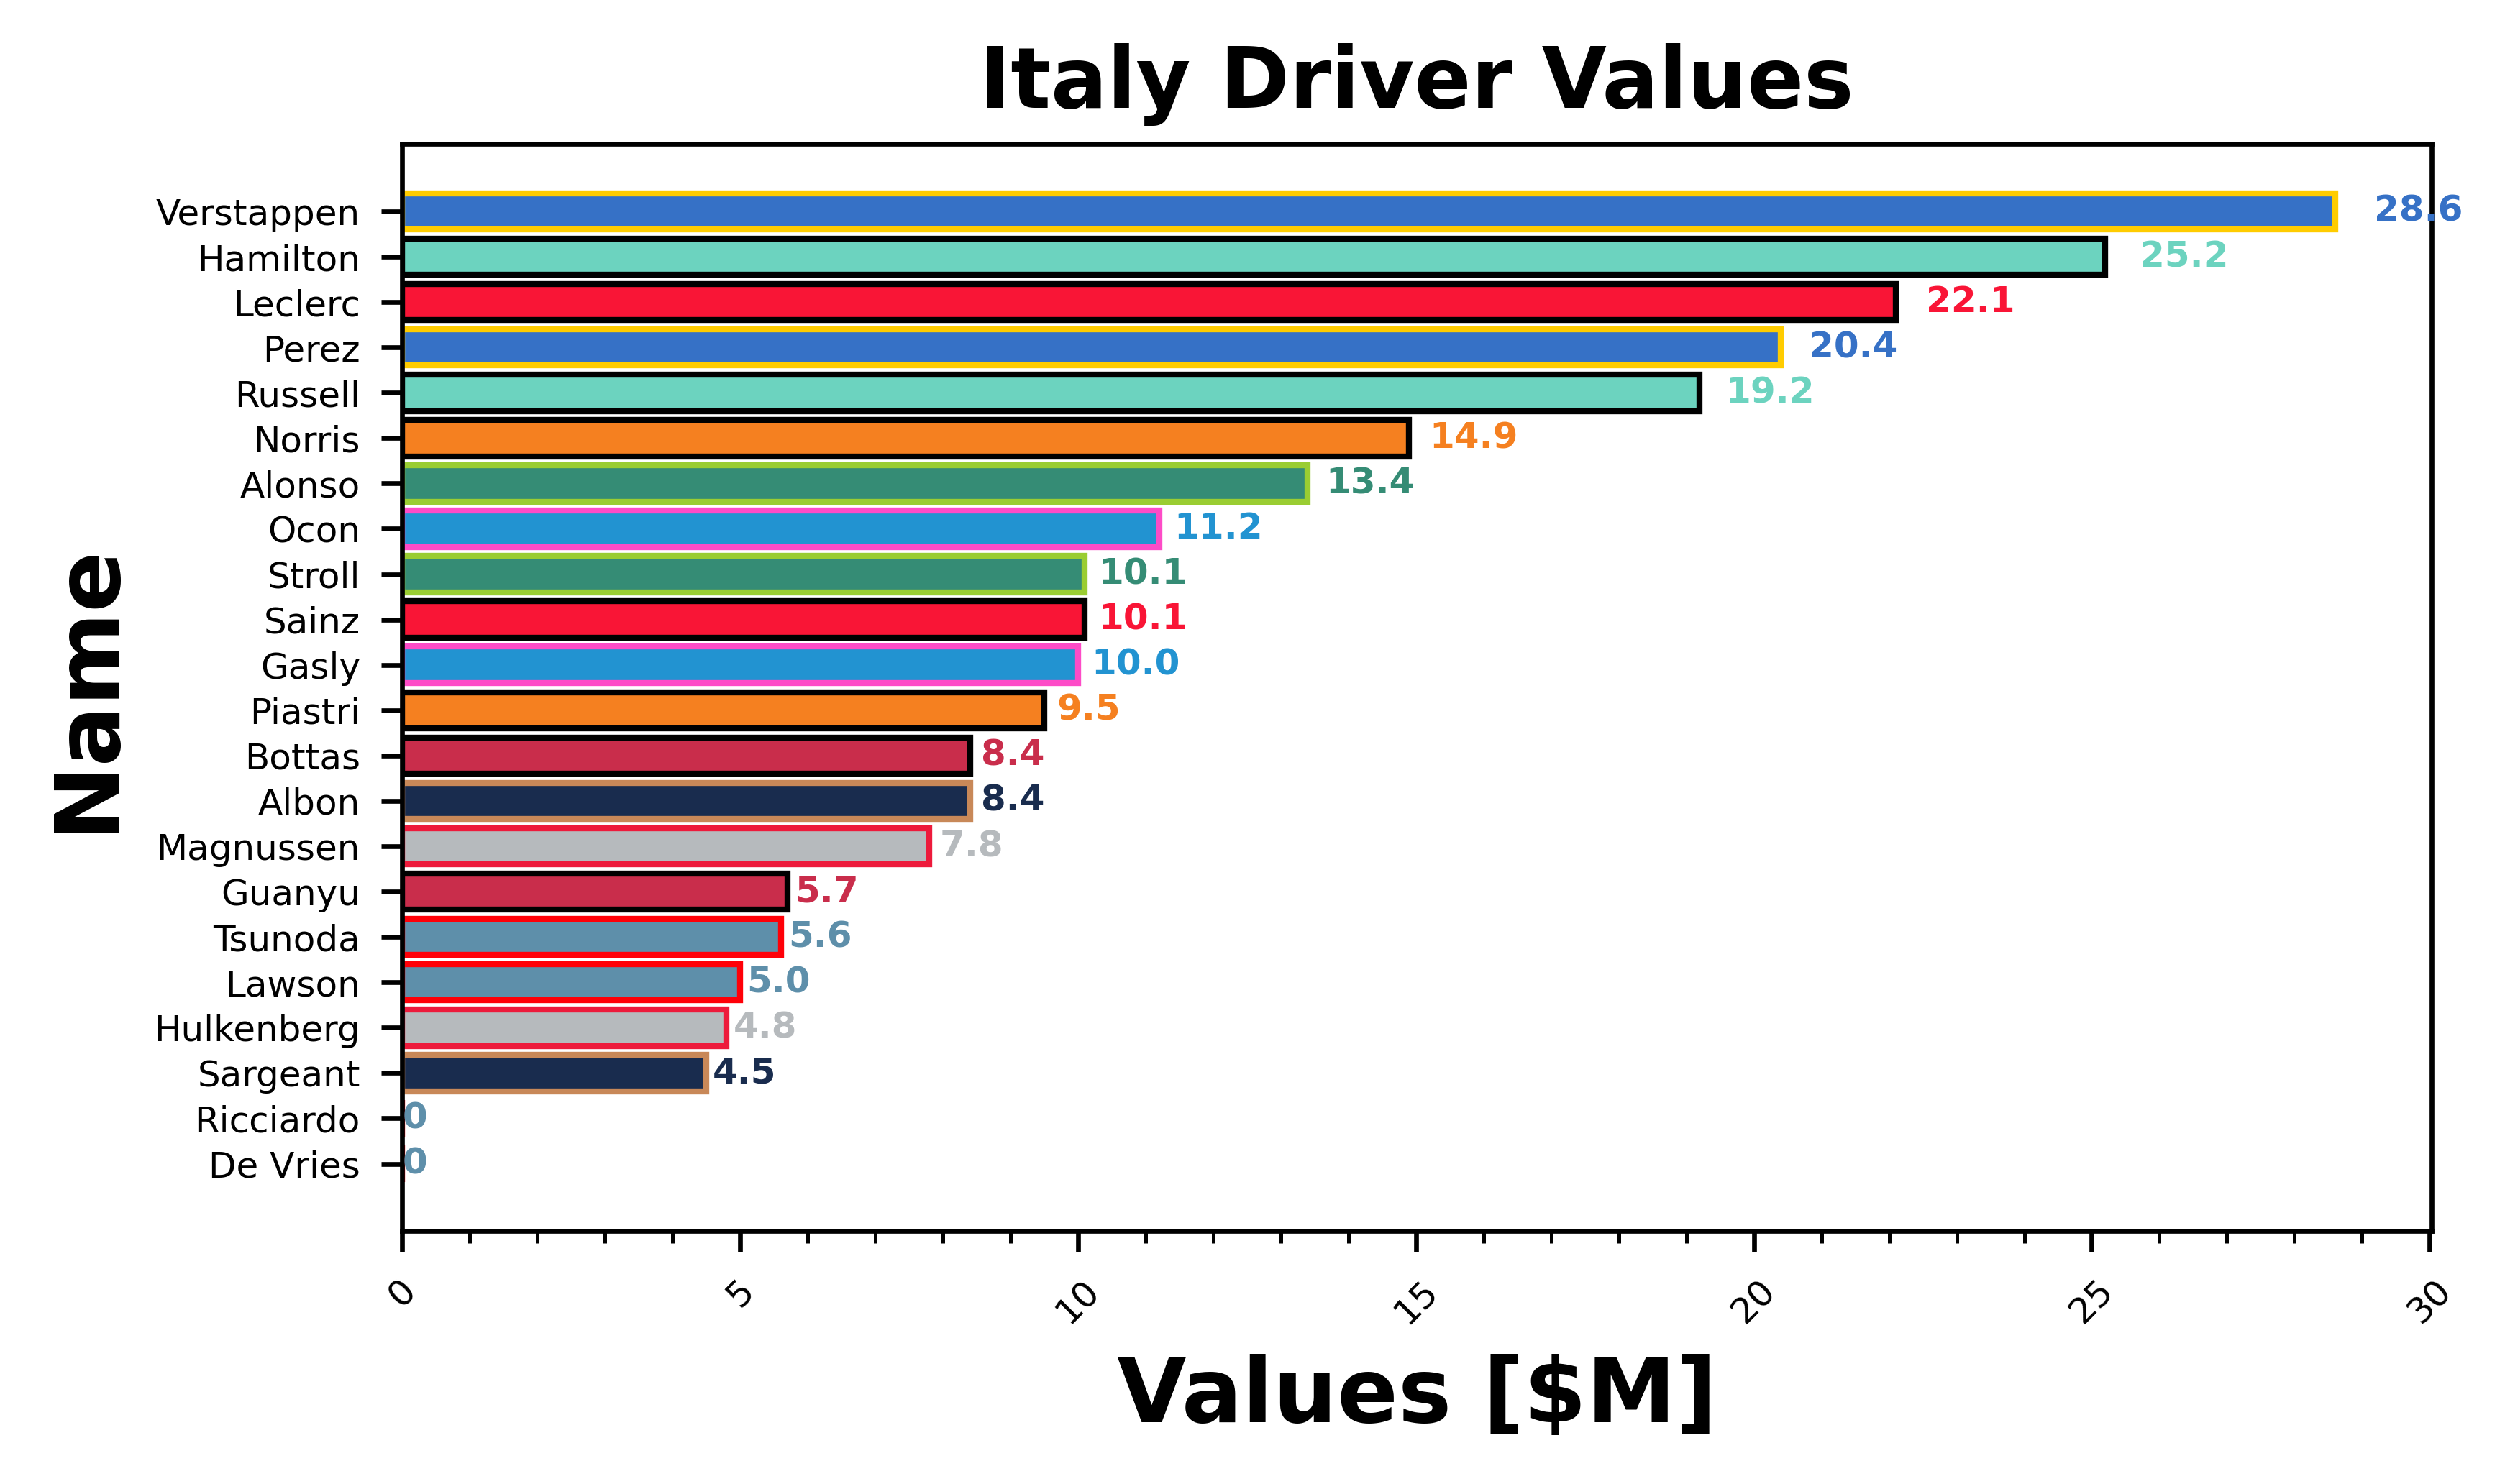 Italy Driver Values
Name
Verstappen 28.6
Hamilton 25.2
Leclerc 22.1
Perez 20.4
Russell 19.2
Norris 14.9
Alonso 13.4
Ocon 11.2
Stroll 10.1
Sainz 10.1
Gasly 10.0
Piastri 9.5
Bottas 8.4
Albon 8.4
Magnussen 7.8
Guanyu 5.7
Tsunoda 5.6
Lawson 5.0
Hulkenberg 4.8
Sargeant 4.5
Ricciardo 0
De Vries 0
0 5 10 15 20 25 30
Values [$M]